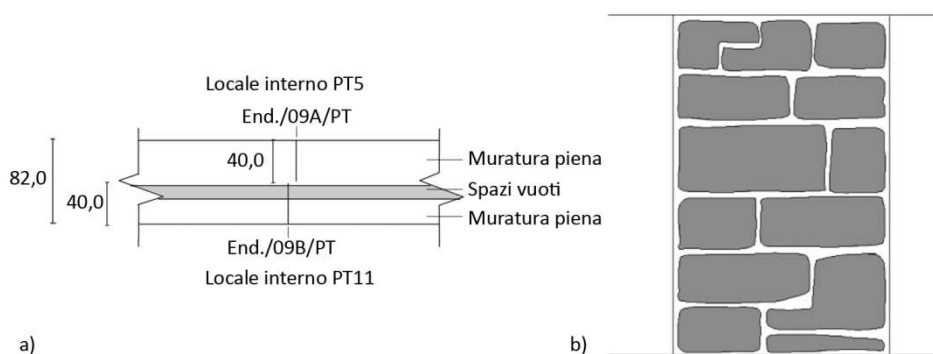 Locale interno PT5
End./09A/PT
82,0
40,0
40,0
Muratura piena
Spazi vuoti
Muratura piena
End./09B/PT
Locale interno PT11
a)
b)